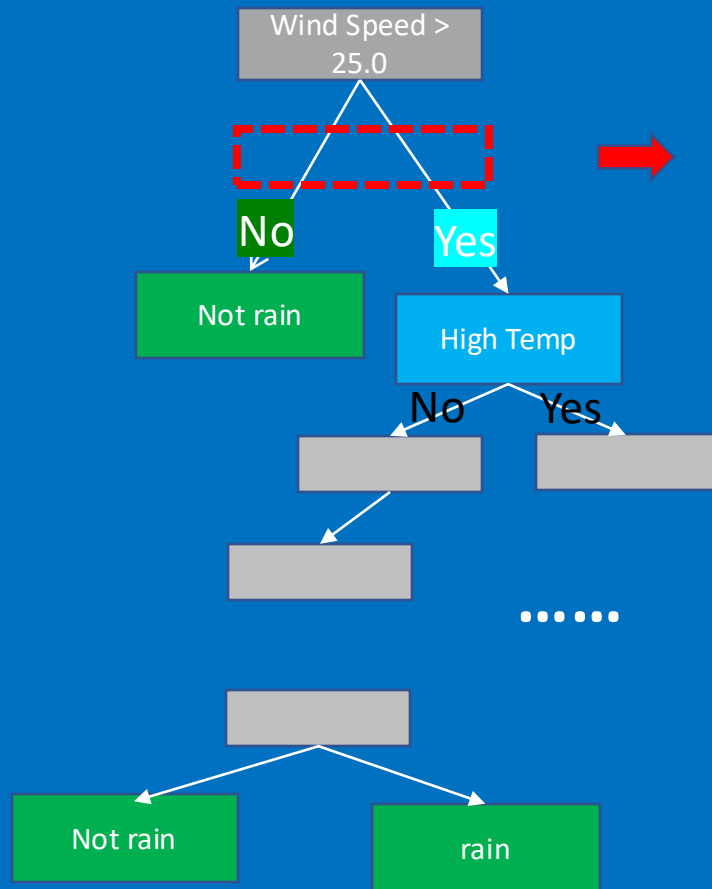 Wind Speed >
25.0
No
Yes
Not rain
High Temp
No
Yes
......
Not rain
rain